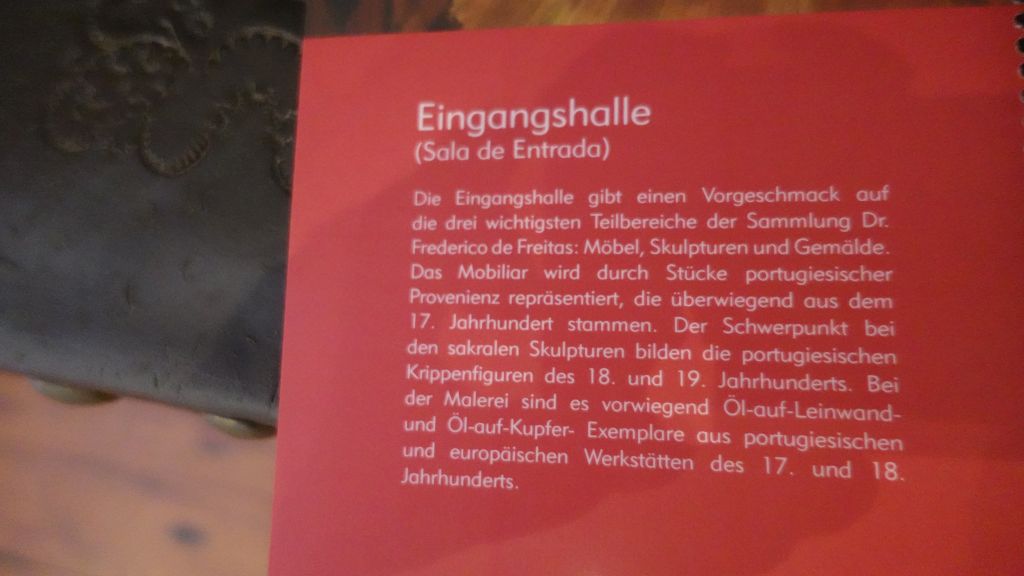 Eingangshalle
(Sala de Entrada)
Die Eingangshalle gibt einen Vorgeschmack auf
die drei wichtigsten Teilbereiche der Sammlung Dr.
Frederico de Freitas: Möbel, Skulpturen und Gemälde.
Das Mobiliar wird durch Stücke portugiesischer
Provenienz repräsentiert, die überwiegend aus dem
17. Jahrhundert stammen. Der Schwerpunkt bei
den sakralen Skulpturen bilden die portugiesischen
Krippenfiguren des 18. und 19. Jahrhunderts. Bei
der Malerei sind es vorwiegend Öl-auf-Leinwand-
und Öl-auf-Kupfer- Exemplare aus portugiesischen
und europäischen Werkstätten des 17. und 18.
Jahrhunderts.